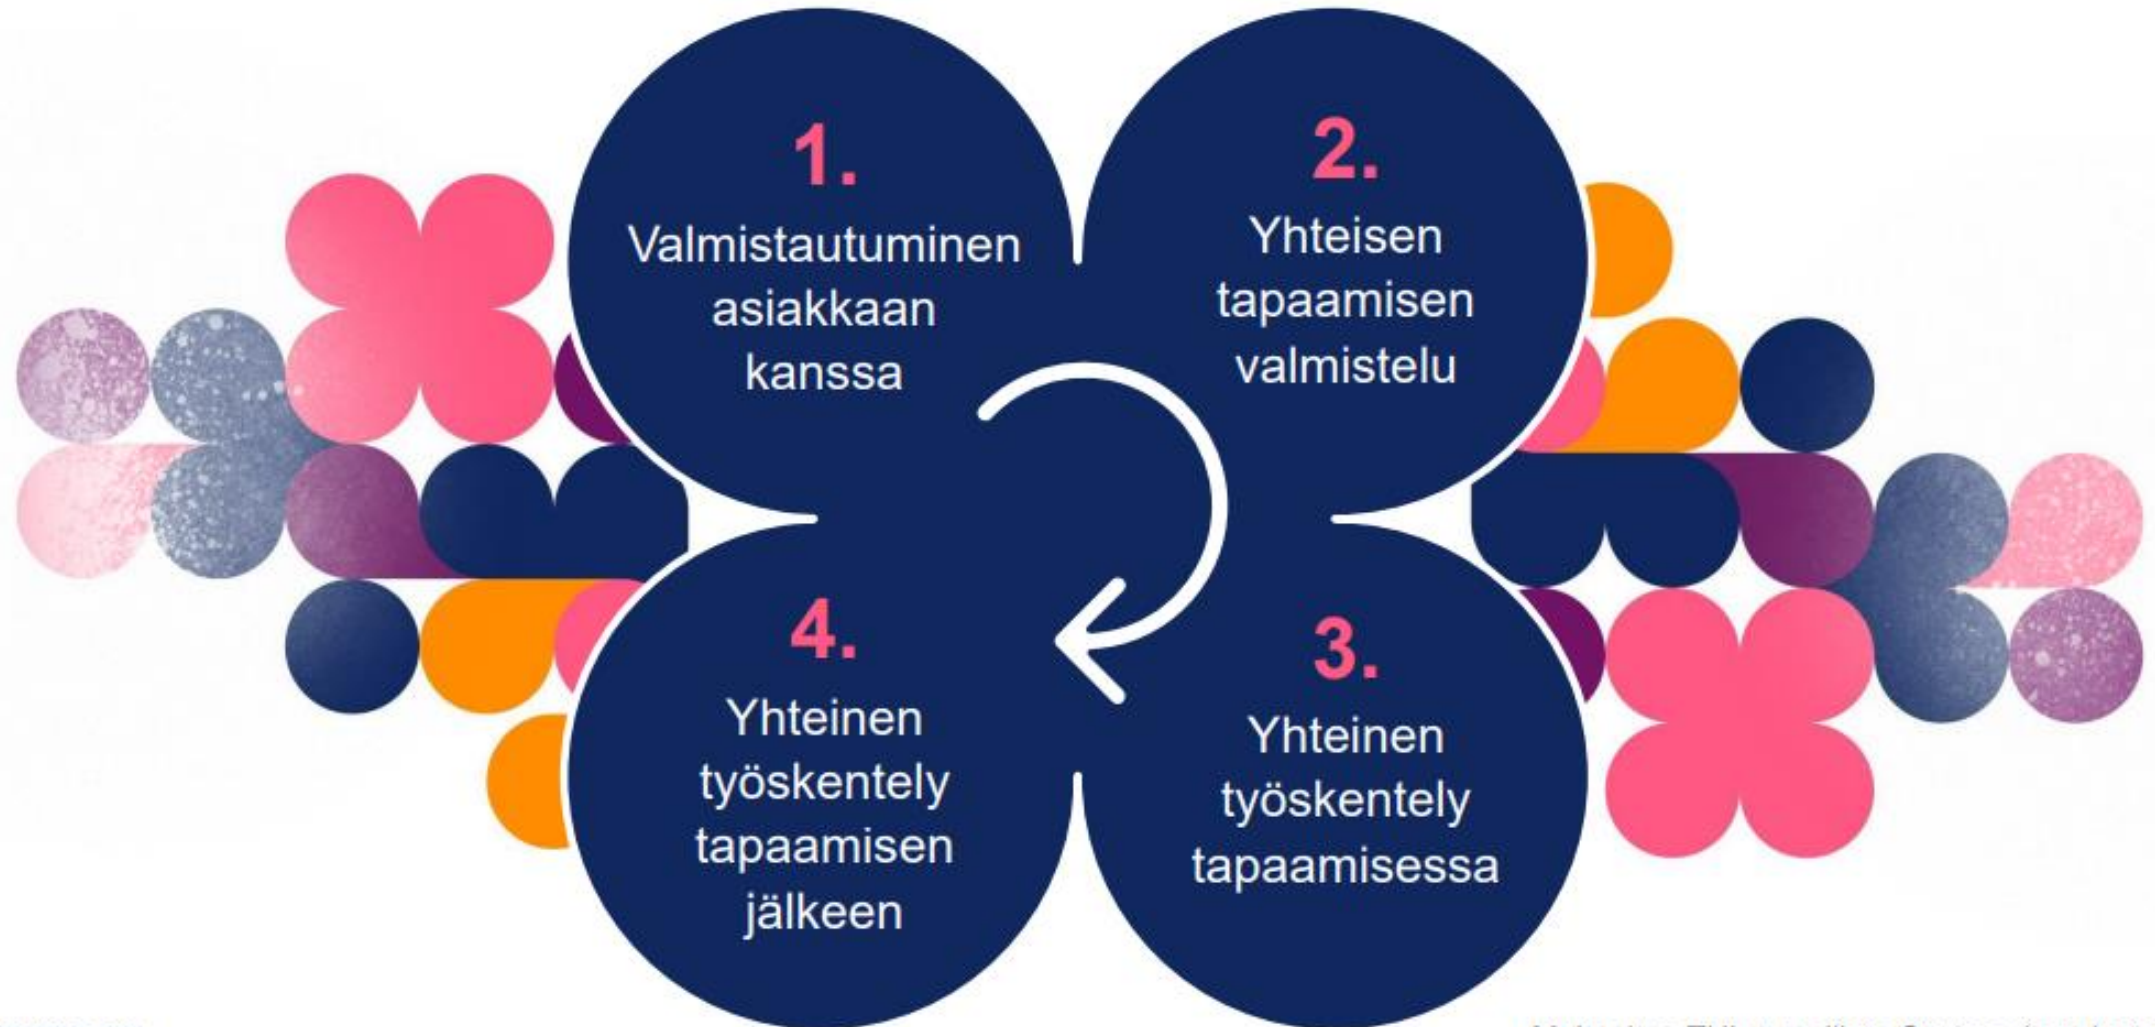 1.
Valmistautuminen
asiakkaan
kanssa
2.
Yhteisen
tapaamisen
valmistelu
3.
Yhteinen
työskentely
tapaamisessa
4.
Yhteinen
työskentely
tapaamisen
jälkeen